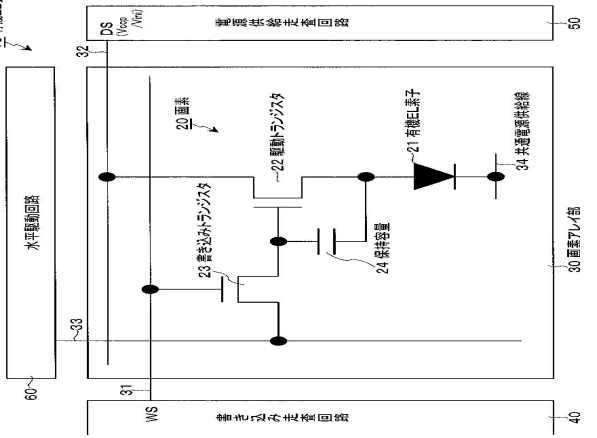 DS
(Vccp
/Vini)
電源供給走査回路
50
32
水平駆動回路
60
33
20 画素
22 駆動トランジスタ
23 書き込みトランジスタ
24 保持容量
21 有機EL素子
34 共通電源供給線
30 画素アレイ部
31
WS
書き込み走査回路
40